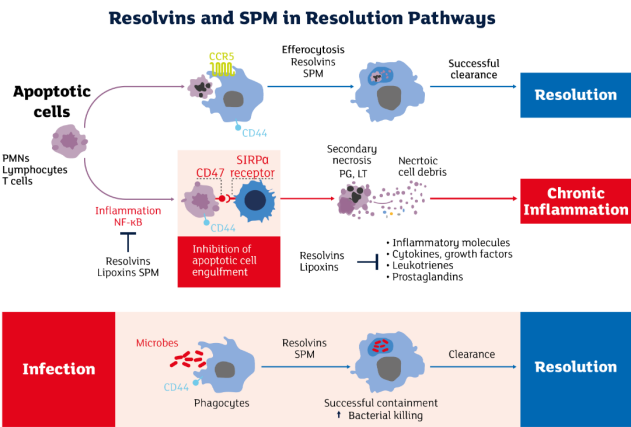 Resolvins and SPM in Resolution Pathways
Apoptotic
cells
PMNs
Lymphocytes
T cells
CCR5
CD44
Efferocytosis
Resolvins
SPM
Successful
clearance
Resolution
Inflammation
NF-κB
Resolvins
Lipoxins SPM
CD47
SIRPα
receptor
CD44
Inhibition of
apoptotic cell
engulfment
Secondary
necrosis
PG, LT
Necrtoic
cell debris
Chronic
Inflammation
Resolvins
Lipoxins
• Inflammatory molecules
• Cytokines, growth factors
• Leukotrienes
• Prostaglandins
Infection
Microbes
CD44
Phagocytes
Resolvins
SPM
Successful containment
↑ Bacterial killing
Clearance
Resolution